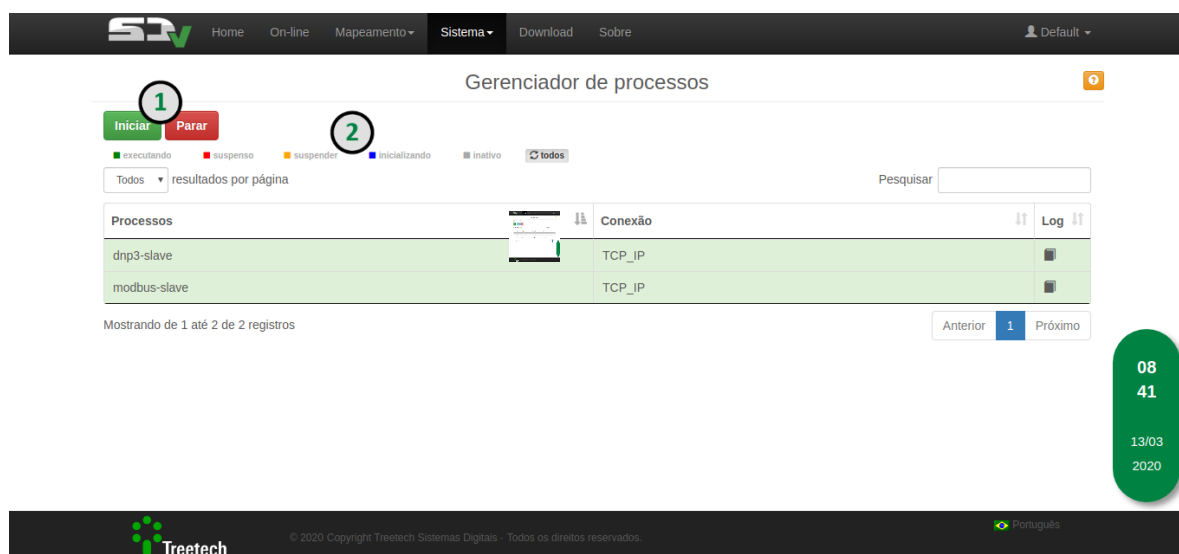 SDV Home On-line Mapeamento Sistema Download Sobre Default
Gerenciador de processos
1
Iniciar Parar
2
executando suspenso suspender inicializando inativo todos
Todos resultados por página Pesquisar
Processos Conexão Log
dnp3-slave TCP_IP
modbus-slave TCP_IP
Mostrando de 1 até 2 de 2 registros Anterior 1 Próximo
08
41
13/03
2020
Português
Treetech © 2020 Copyright Treetech Sistemas Digitais - Todos os direitos reservados.